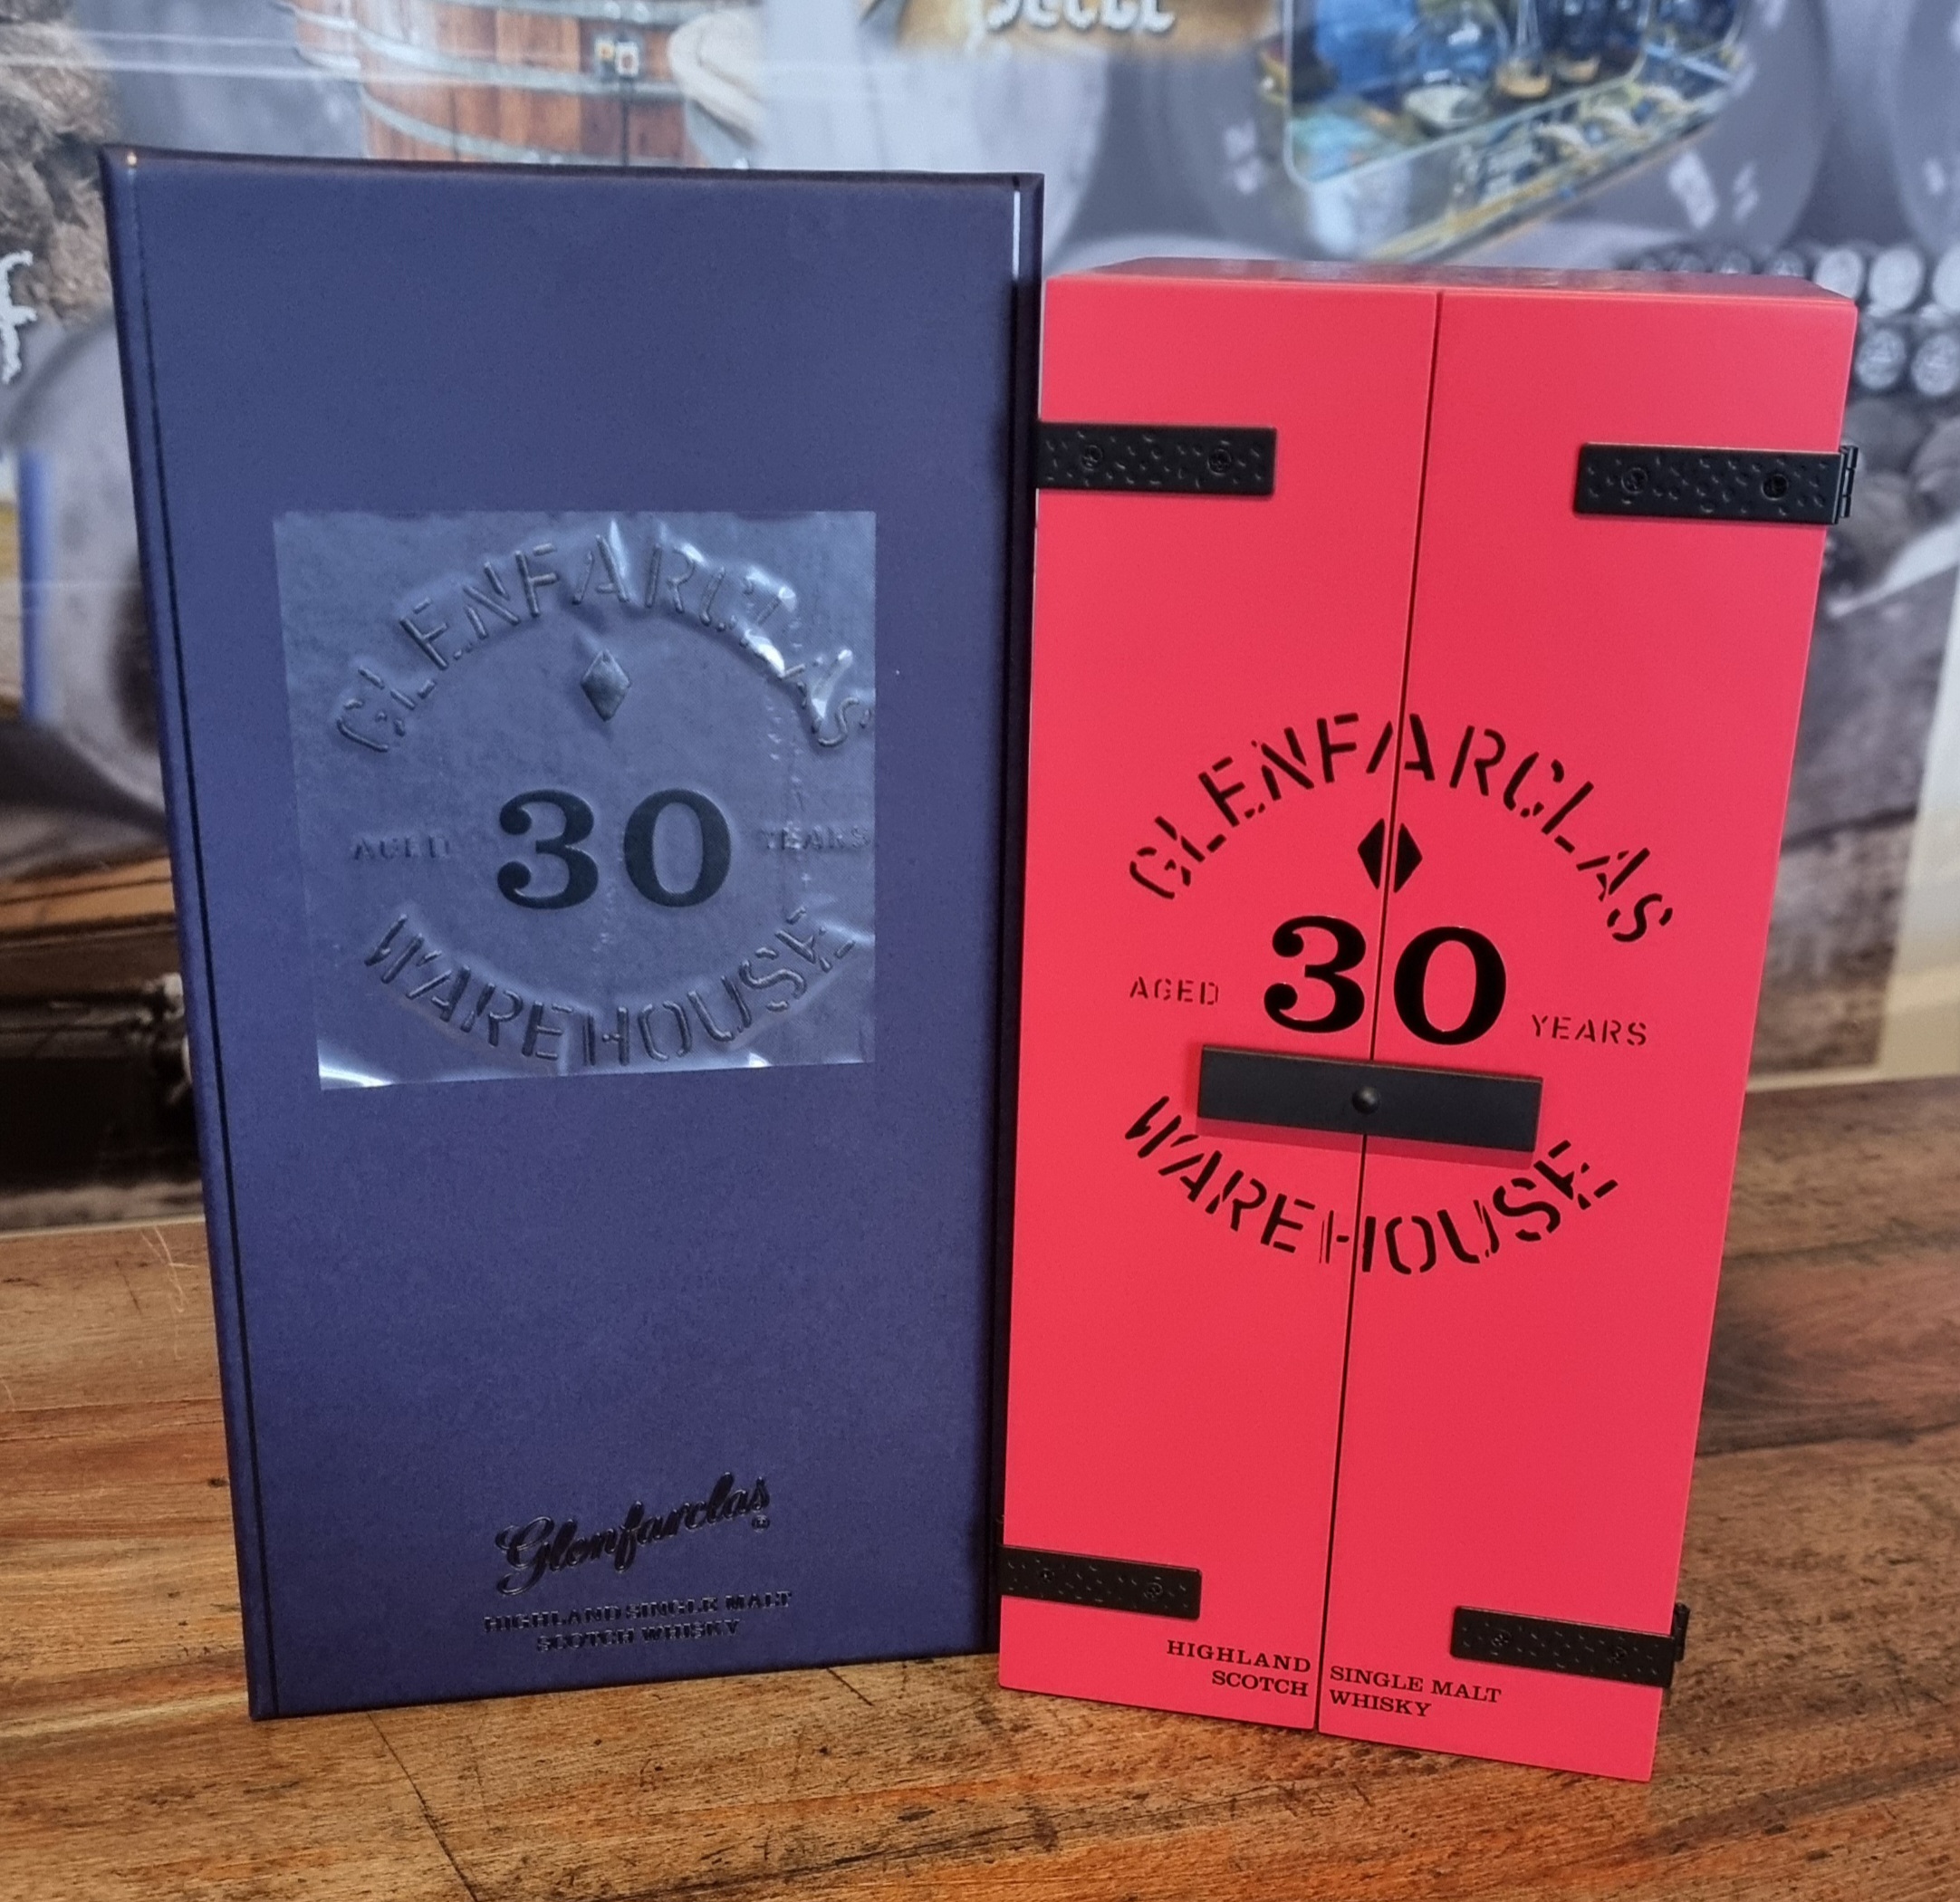 GLENFARCLAS
AGED 30 YEARS
WAREHOUSE
Glenfarclas
HIGHLAND SINGLE MALT
SCOTCH WHISKY
GLENFARCLAS
AGED 30 YEARS
WAREHOUSE
HIGHLAND SINGLE MALT
SCOTCH WHISKY